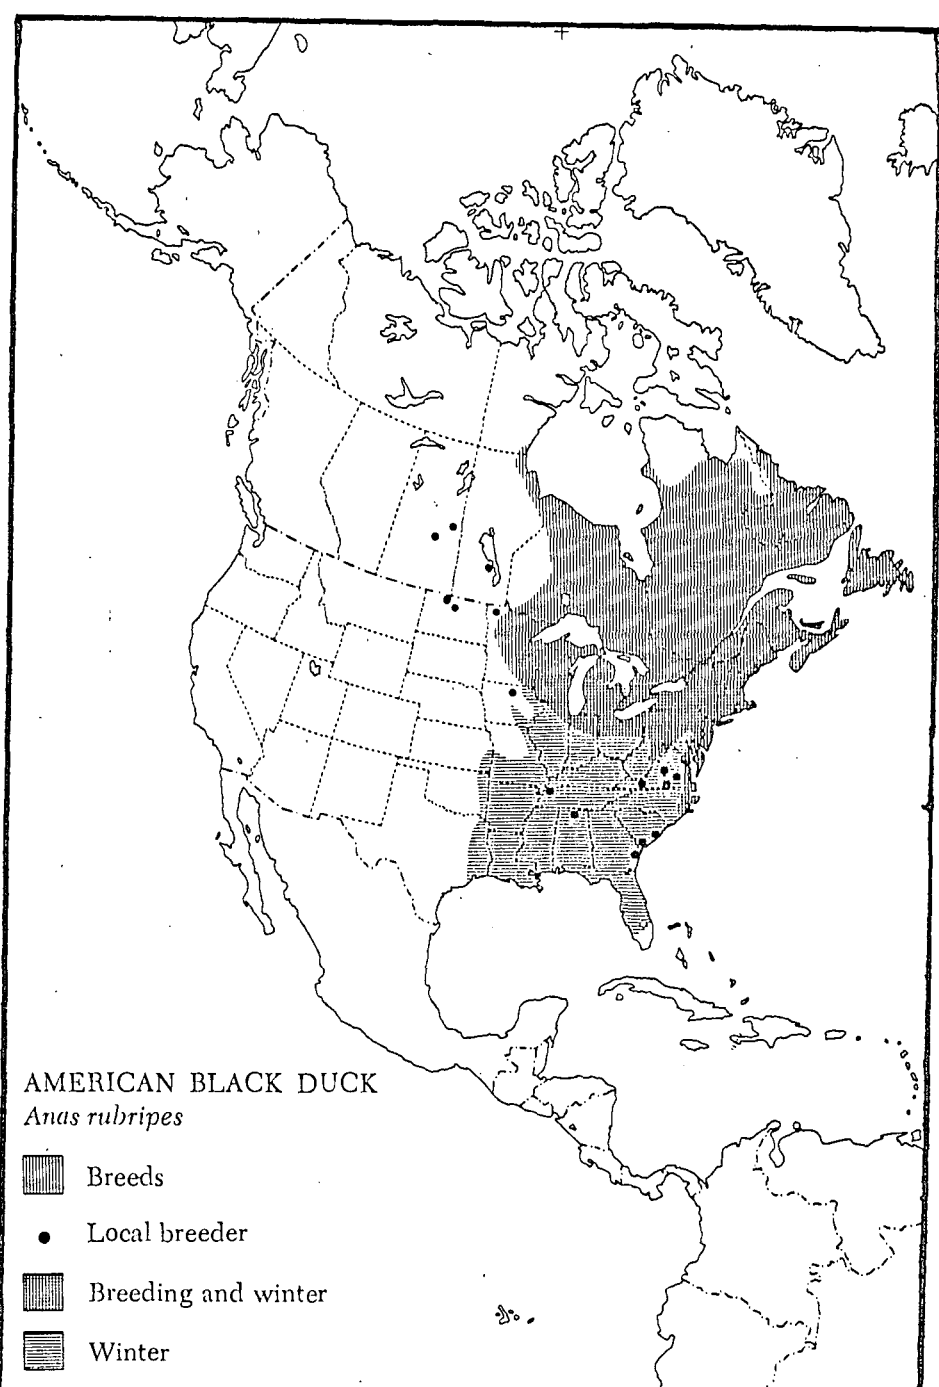 AMERICAN BLACK DUCK
Anas rubripes
Breeds
Local breeder
Breeding and winter
Winter